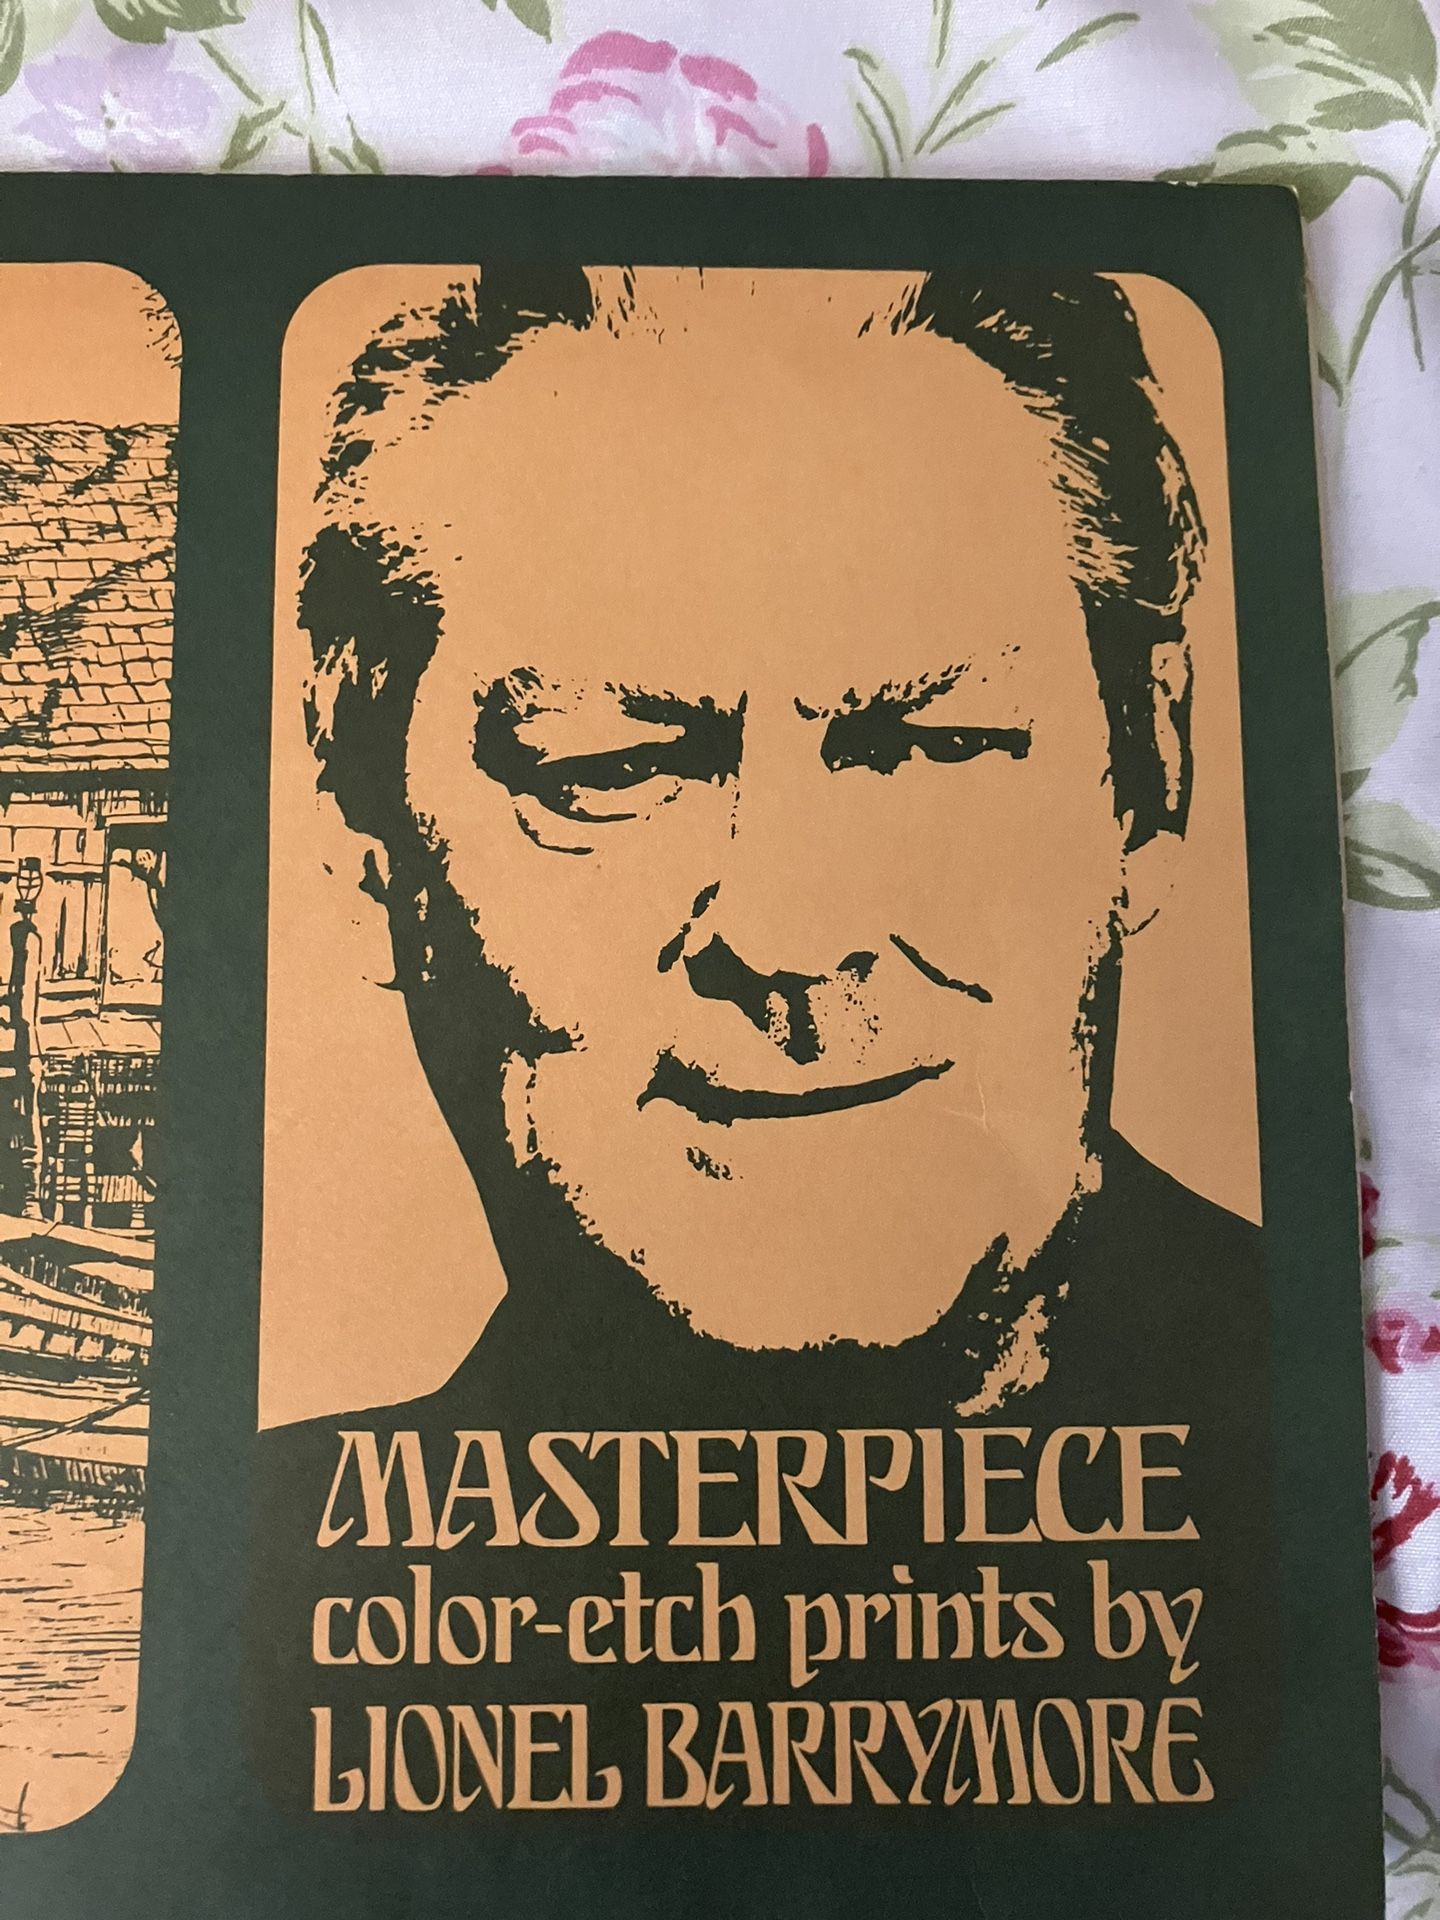 MASTERPIECE
color-etch prints by
LIONEL BARRYMORE